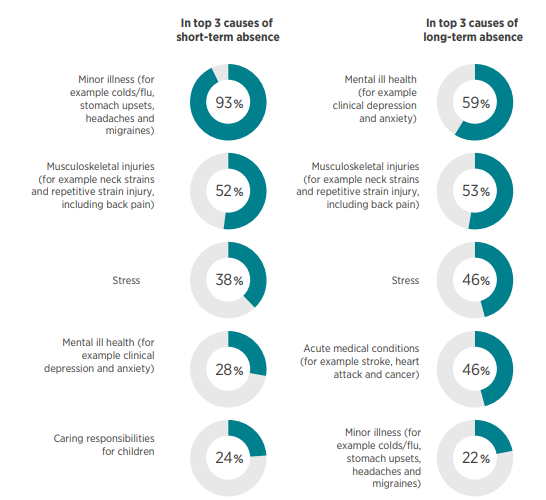 In top 3 causes of
short-term absence
Minor illness (for
example colds/flu,
stomach upsets,
headaches and
migraines)
93%
Musculoskeletal injuries
(for example neck strains
and repetitive strain injury,
including back pain)
52%
Stress
38%
Mental ill health (for
example clinical
depression and anxiety)
28%
Caring responsibilities
for children
24%
In top 3 causes of
long-term absence
Mental ill health
(for example
clinical depression
and anxiety)
59%
Musculoskeletal injuries
(for example neck strains
and repetitive strain injury,
including back pain)
53%
Stress
46%
Acute medical conditions
(for example stroke, heart
attack and cancer)
46%
Minor illness (for
example colds/flu,
stomach upsets,
headaches and
migraines)
22%